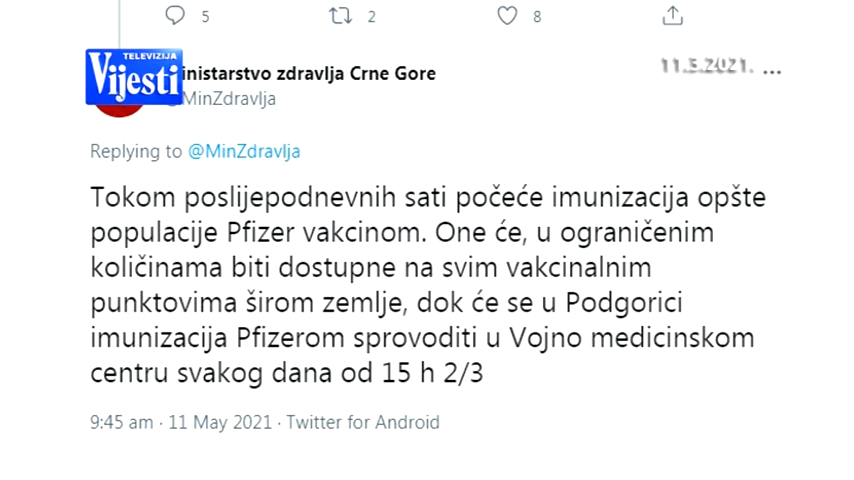 5 2 8
TELEVIZIJA
Vijesti
inistarstvo zdravlja Crne Gore
11.3.2021.
@MinZdravlja
Replying to @MinZdravlja
Tokom poslijepodnevnih sati počeće imunizacija opšte
populacije Pfizer vakcinom. One će, u ograničenim
količinama biti dostupne na svim vakcinalnim
punktovima širom zemlje, dok će se u Podgorici
imunizacija Pfizerom sprovoditi u Vojno medicinskom
centru svakog dana od 15 h 2/3
9:45 am · 11 May 2021 · Twitter for Android